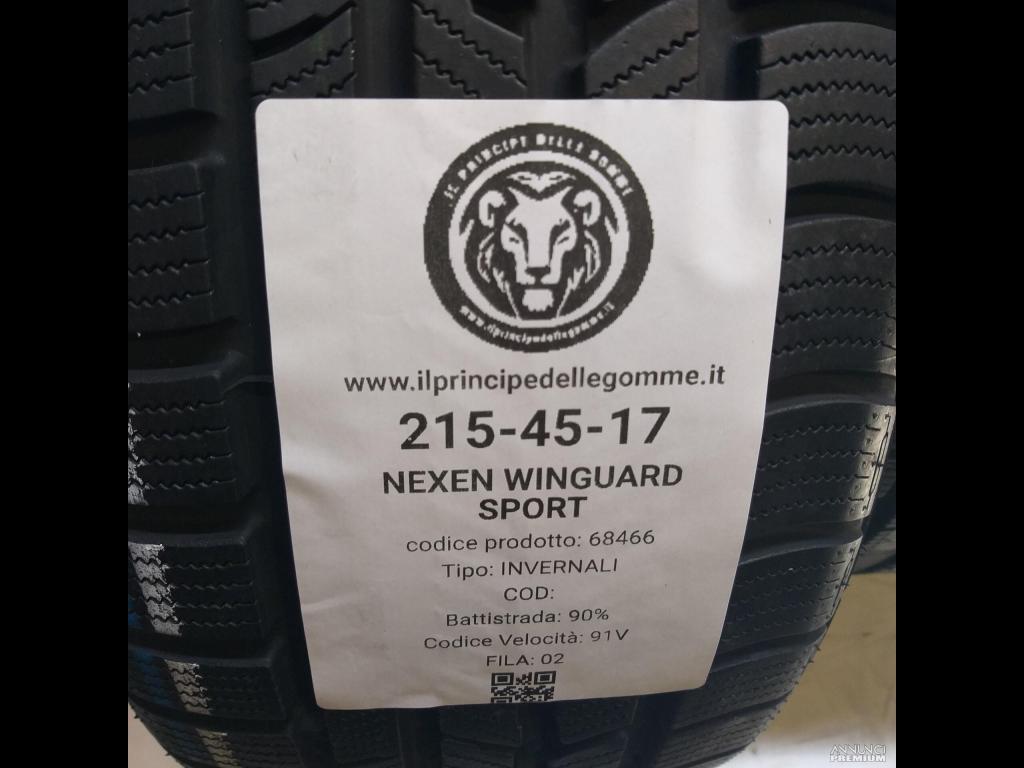 IL PRINCIPE DELLE GOMME
www.ilprincipedellegomme.it
www.ilprincipedellegomme.it
215-45-17
NEXEN WINGUARD
SPORT
codice prodotto: 68466
Tipo: INVERNALI
COD:
Battistrada: 90%
Codice Velocità: 91V
FILA: 02
ANNUNCI
PREMIUM